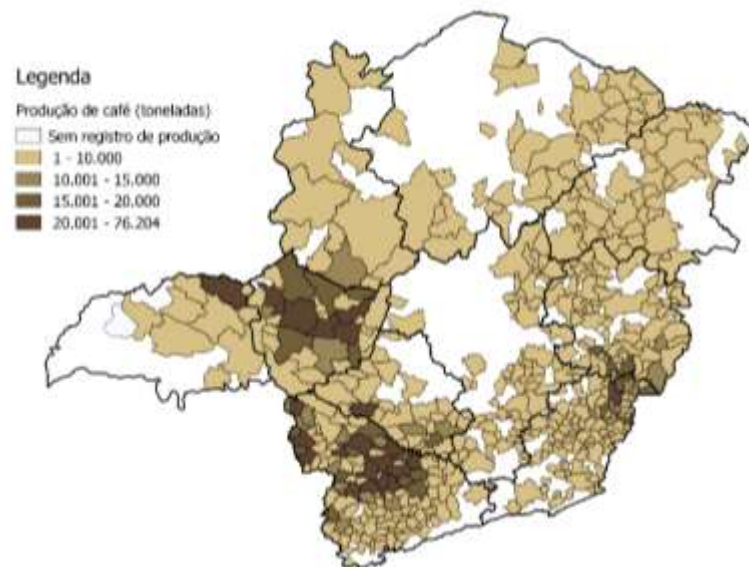 Legenda
Produção de café (toneladas)
Sem registro de produção
1 - 10.000
10.001 - 15.000
15.001 - 20.000
20.001 - 76.204